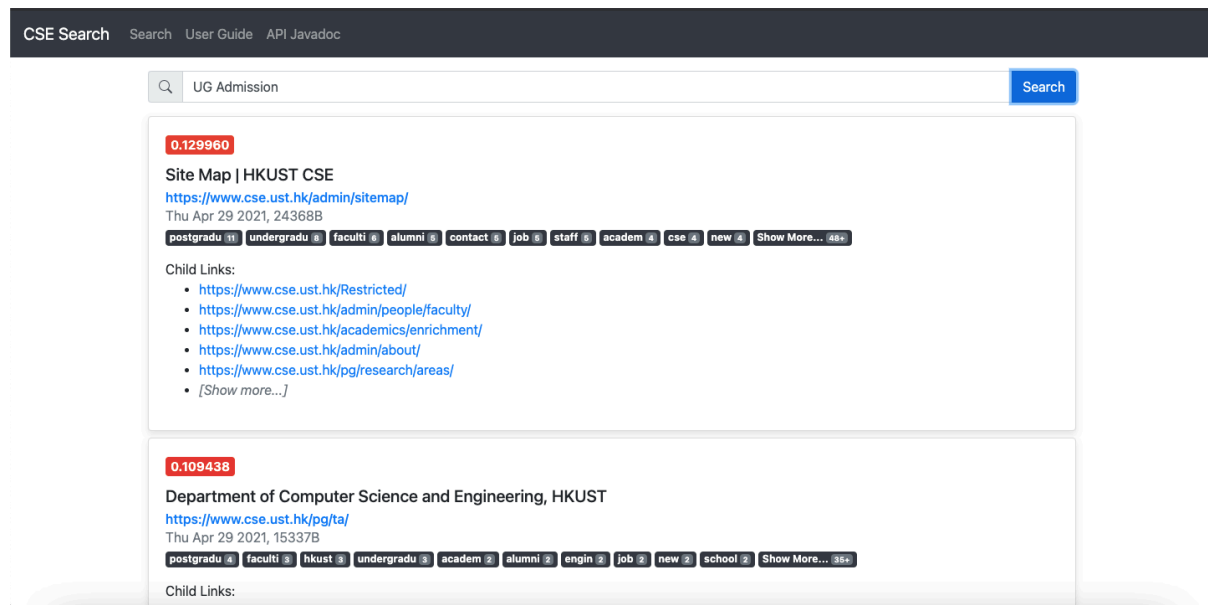 CSE Search Search User Guide API Javadoc
UG Admission Search
0.129960
Site Map | HKUST CSE
https://www.cse.ust.hk/admin/sitemap/
Thu Apr 29 2021, 24368B
postgradu 11 undergradu 8 faculti 6 alumni 5 contact 5 job 5 staff 5 academ 4 cse 4 new 4 Show More... 48+
Child Links:
• https://www.cse.ust.hk/Restricted/
• https://www.cse.ust.hk/admin/people/faculty/
• https://www.cse.ust.hk/academics/enrichment/
• https://www.cse.ust.hk/admin/about/
• https://www.cse.ust.hk/pg/research/areas/
• [Show more...]
0.109438
Department of Computer Science and Engineering, HKUST
https://www.cse.ust.hk/pg/ta/
Thu Apr 29 2021, 15337B
postgradu 4 faculti 3 hkust 3 undergradu 3 academ 2 alumni 2 engin 2 job 2 new 2 school 2 Show More... 35+
Child Links: